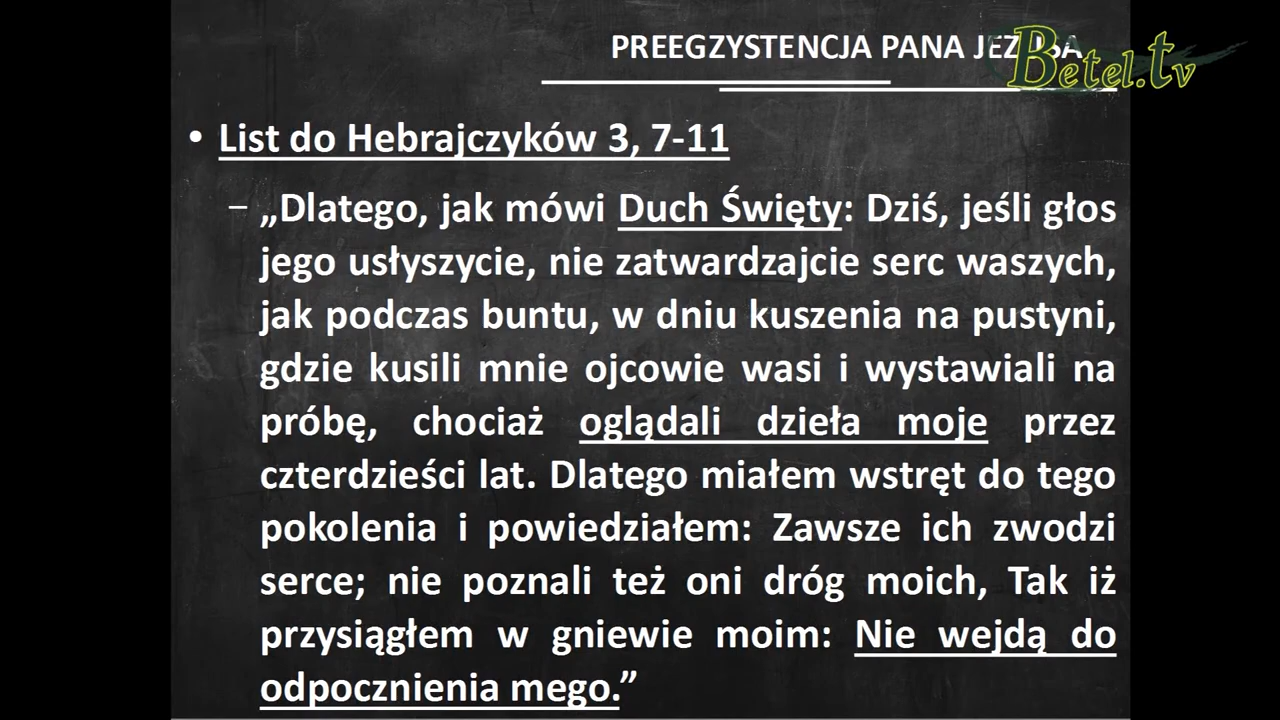 PREEGZYSTENCJA PANA JEZUSA
Betel.tv
• List do Hebrajczyków 3, 7-11
– „Dlatego, jak mówi Duch Święty: Dziś, jeśli głos
jego usłyszycie, nie zatwardzajcie serc waszych,
jak podczas buntu, w dniu kuszenia na pustyni,
gdzie kusili mnie ojcowie wasi i wystawiali na
próbę, chociaż oglądali dzieła moje przez
czterdzieści lat. Dlatego miałem wstręt do tego
pokolenia i powiedziałem: Zawsze ich zwodzi
serce; nie poznali też oni dróg moich, Tak iż
przysiągłem w gniewie moim: Nie wejdą do
odpocznienia mego.”